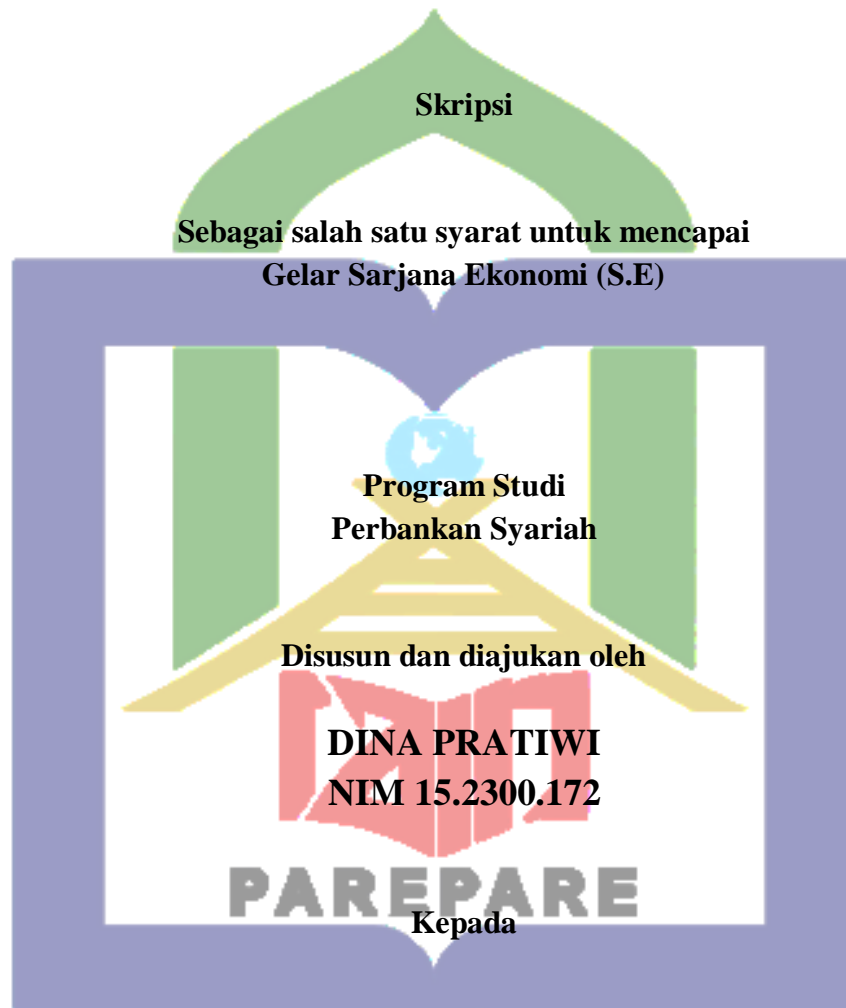 Skripsi
Sebagai salah satu syarat untuk mencapai
Gelar Sarjana Ekonomi (S.E)
Program Studi
Perbankan Syariah
Disusun dan diajukan oleh
DINA PRATIWI
NIM 15.2300.172
PAREPARE
Kepada